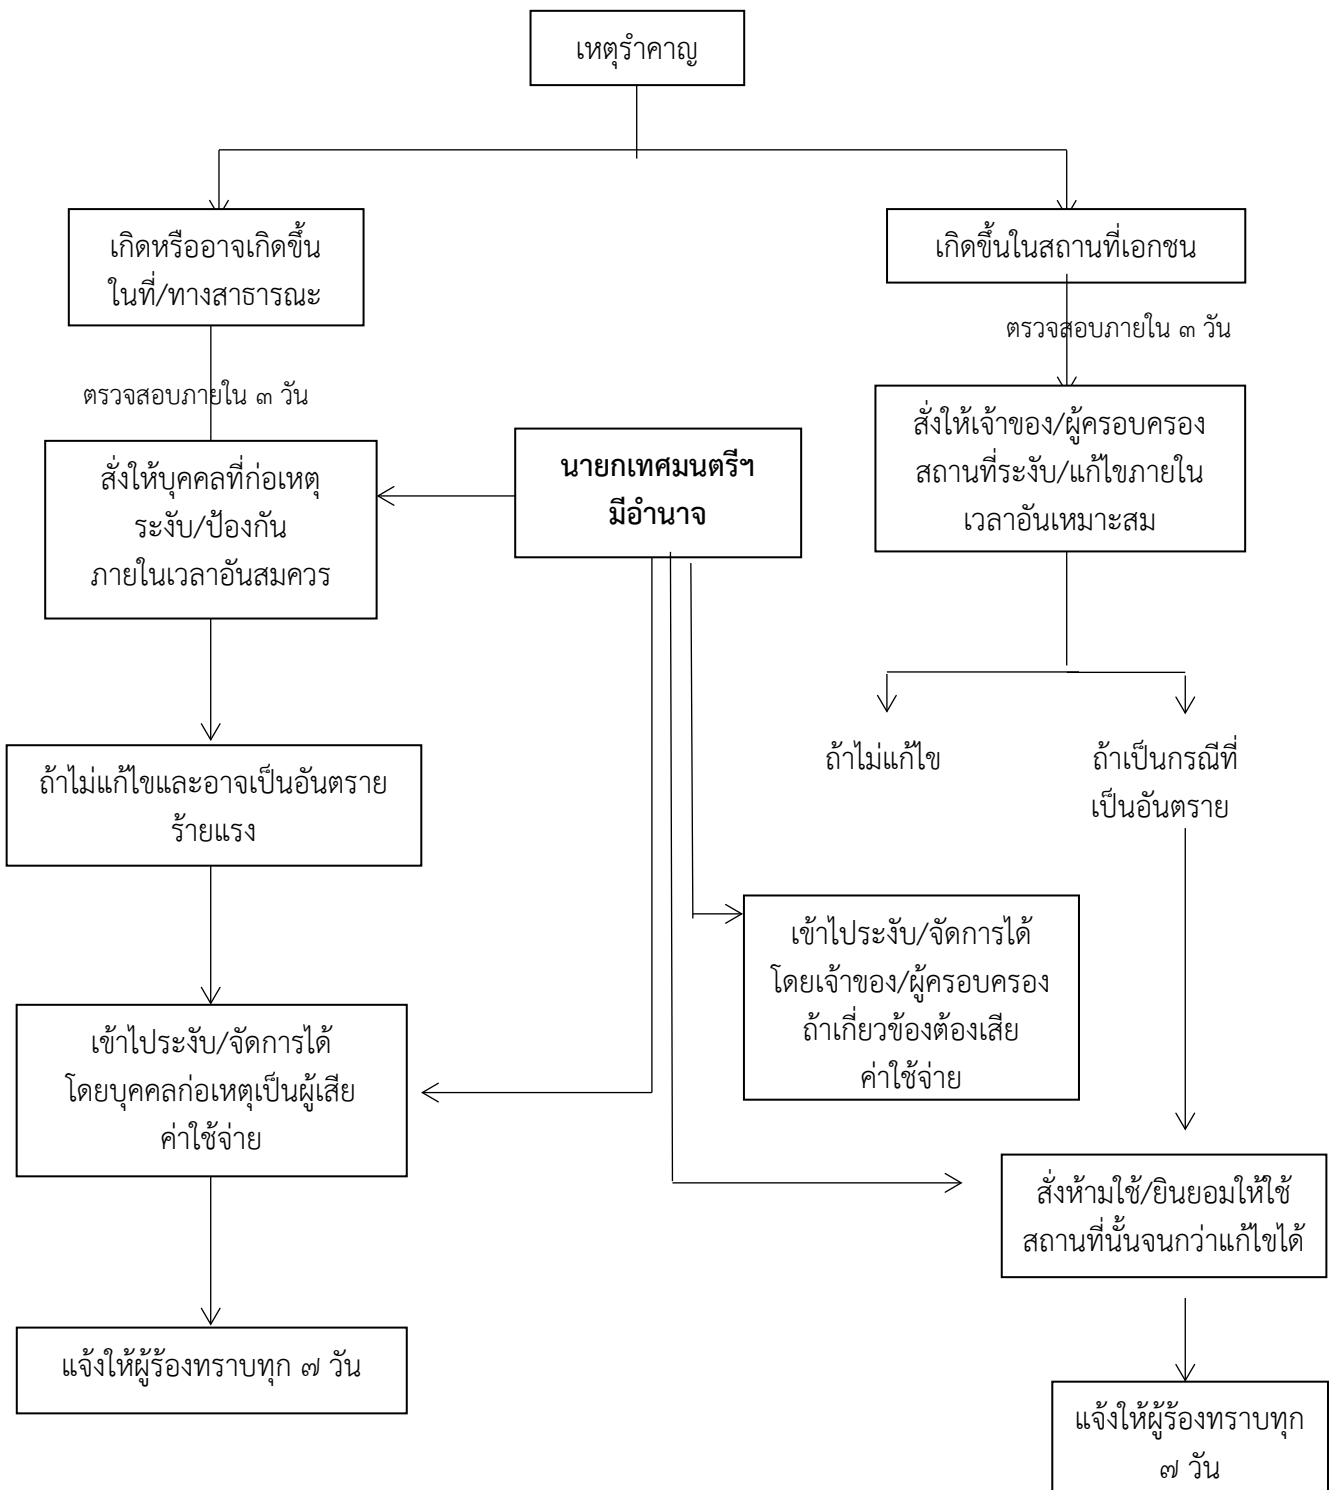 เหตุรำคาญ
เกิดหรืออาจเกิดขึ้น
ในที่/ทางสาธารณะ
เกิดขึ้นในสถานที่เอกชน
ตรวจสอบภายใน ๓ วัน
ตรวจสอบภายใน ๓ วัน
สั่งให้บุคคลที่ก่อเหตุ
ระงับ/ป้องกัน
ภายในเวลาอันสมควร
นายกเทศมนตรีฯ
มีอำนาจ
สั่งให้เจ้าของ/ผู้ครอบครอง
สถานที่ระงับ/แก้ไขภายใน
เวลาอันเหมาะสม
ถ้าไม่แก้ไขและอาจเป็นอันตราย
ร้ายแรง
ถ้าไม่แก้ไข
ถ้าเป็นกรณีที่
เป็นอันตราย
เข้าไประงับ/จัดการได้
โดยเจ้าของ/ผู้ครอบครอง
ถ้าเกี่ยวข้องต้องเสีย
ค่าใช้จ่าย
เข้าไประงับ/จัดการได้
โดยบุคคลก่อเหตุเป็นผู้เสีย
ค่าใช้จ่าย
สั่งห้ามใช้/ยินยอมให้ใช้
สถานที่นั้นจนกว่าแก้ไขได้
แจ้งให้ผู้ร้องทราบทุก ๗ วัน
แจ้งให้ผู้ร้องทราบทุก
๗ วัน